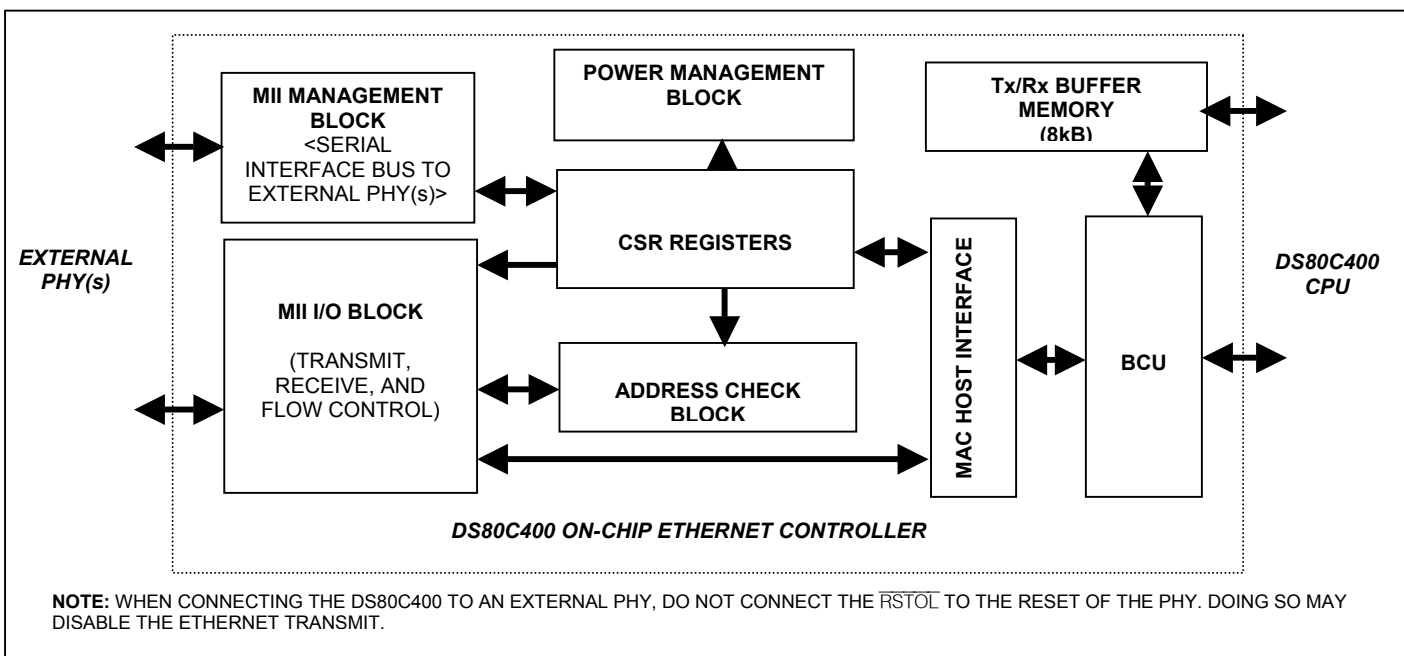 POWER MANAGEMENT
BLOCK
MII MANAGEMENT
BLOCK
<SERIAL
INTERFACE BUS TO
EXTERNAL PHY(s)>
Tx/Rx BUFFER
MEMORY
(8kB)
CSR REGISTERS
EXTERNAL
PHY(s)
MII I/O BLOCK
(TRANSMIT,
RECEIVE, AND
FLOW CONTROL)
ADDRESS CHECK
BLOCK
MAC HOST INTERFACE
BCU
DS80C400
CPU
DS80C400 ON-CHIP ETHERNET CONTROLLER
NOTE: WHEN CONNECTING THE DS80C400 TO AN EXTERNAL PHY, DO NOT CONNECT THE RSTOL TO THE RESET OF THE PHY. DOING SO MAY
DISABLE THE ETHERNET TRANSMIT.